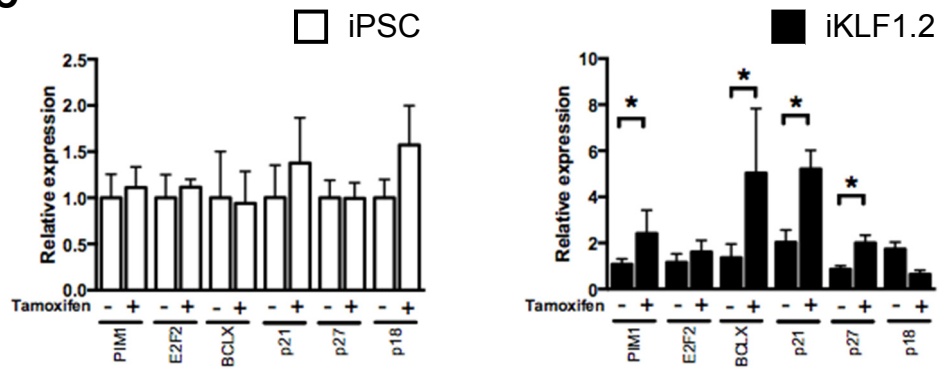 iPSC
2.5
2.0
1.5
1.0
0.5
0.0
Relative expression
Tamoxifen - + - + - + - + - + - +
PIM1 E2F2 BCLX p21 p27 p18
iKLF1.2
10
8
6
4
2
0
Relative expression
* * * *
Tamoxifen - + - + - + - + - + - +
PIM1 E2F2 BCLX p21 p27 p18